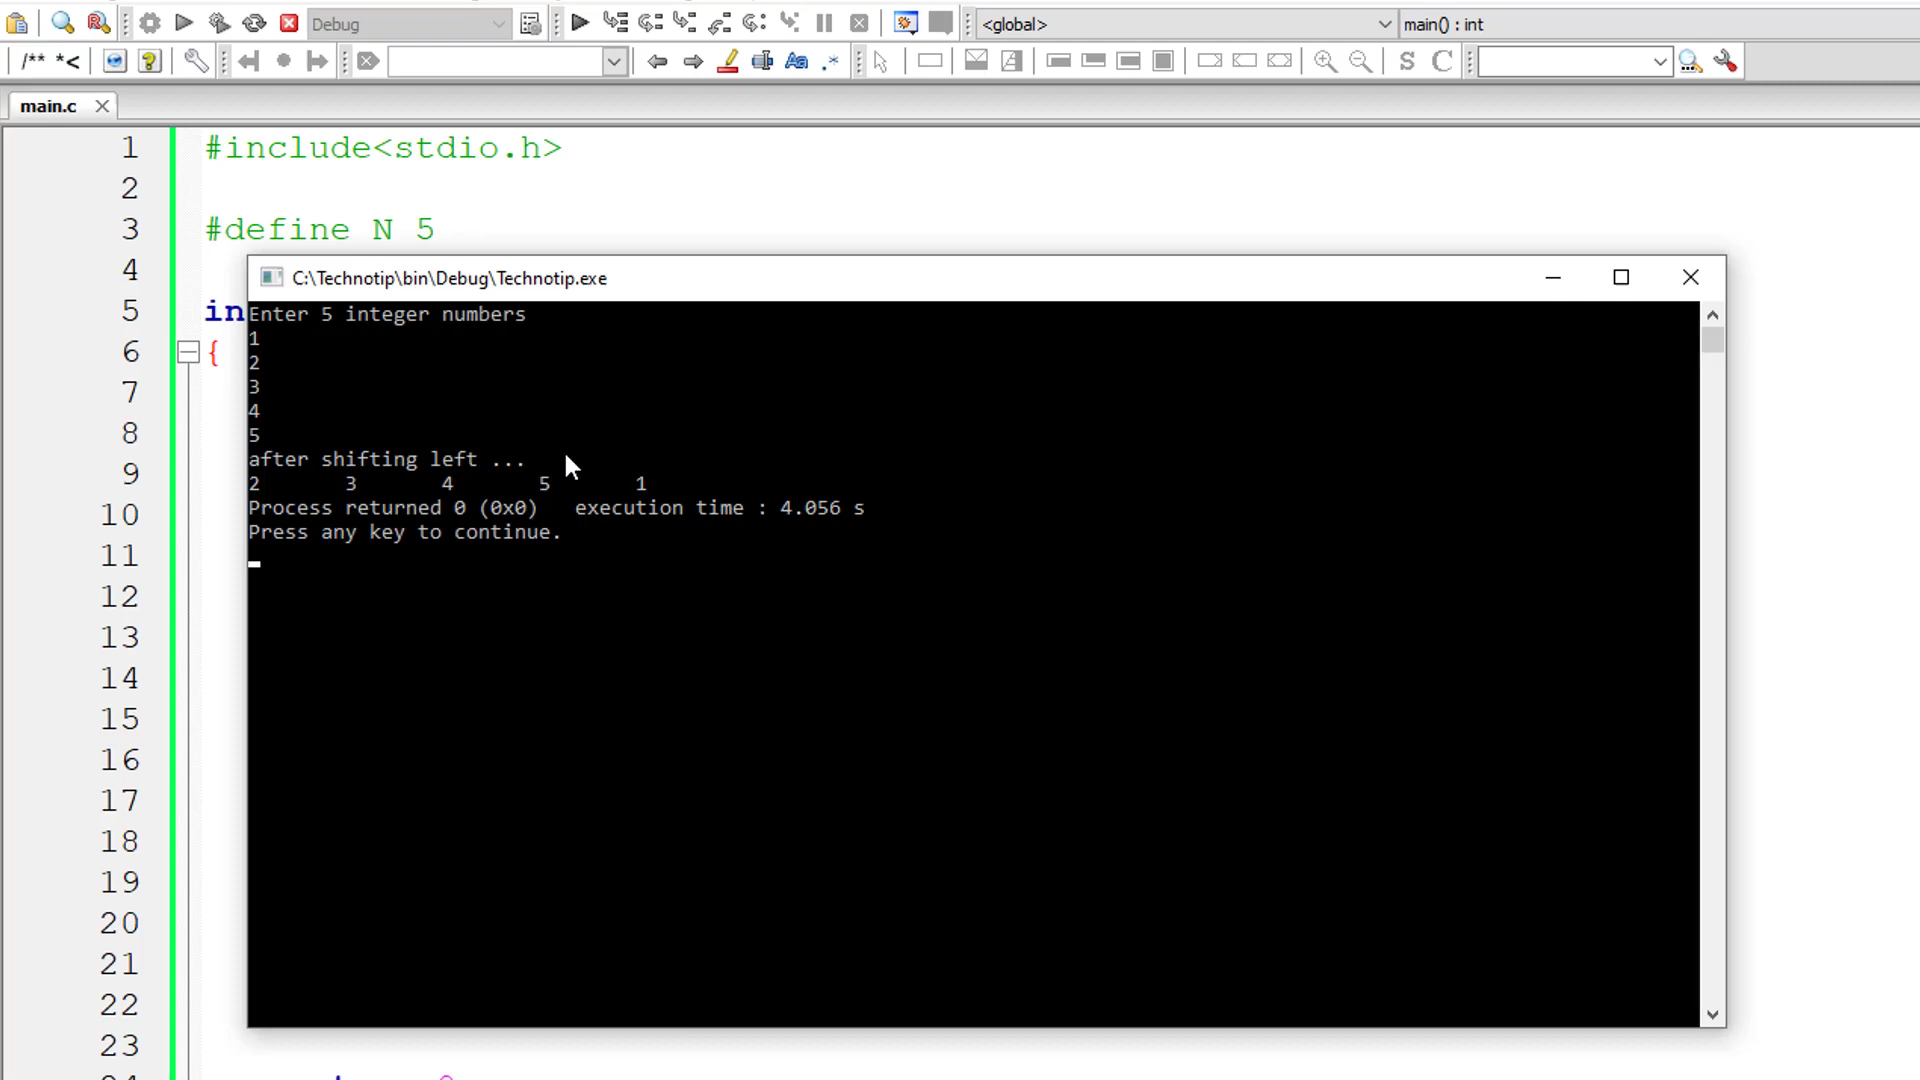 Debug
<global>
main() : int
/** *<
Aa
.*
S
C
main.c
1 #include<stdio.h>
2
3 #define N 5
4
5 in
6 {
7
8
9
10
11
12
13
14
15
16
17
18
19
20
21
22
23
C:\Technotip\bin\Debug\Technotip.exe
Enter 5 integer numbers
1
2
3
4
5
after shifting left ...
2 3 4 5 1
Process returned 0 (0x0) execution time : 4.056 s
Press any key to continue.